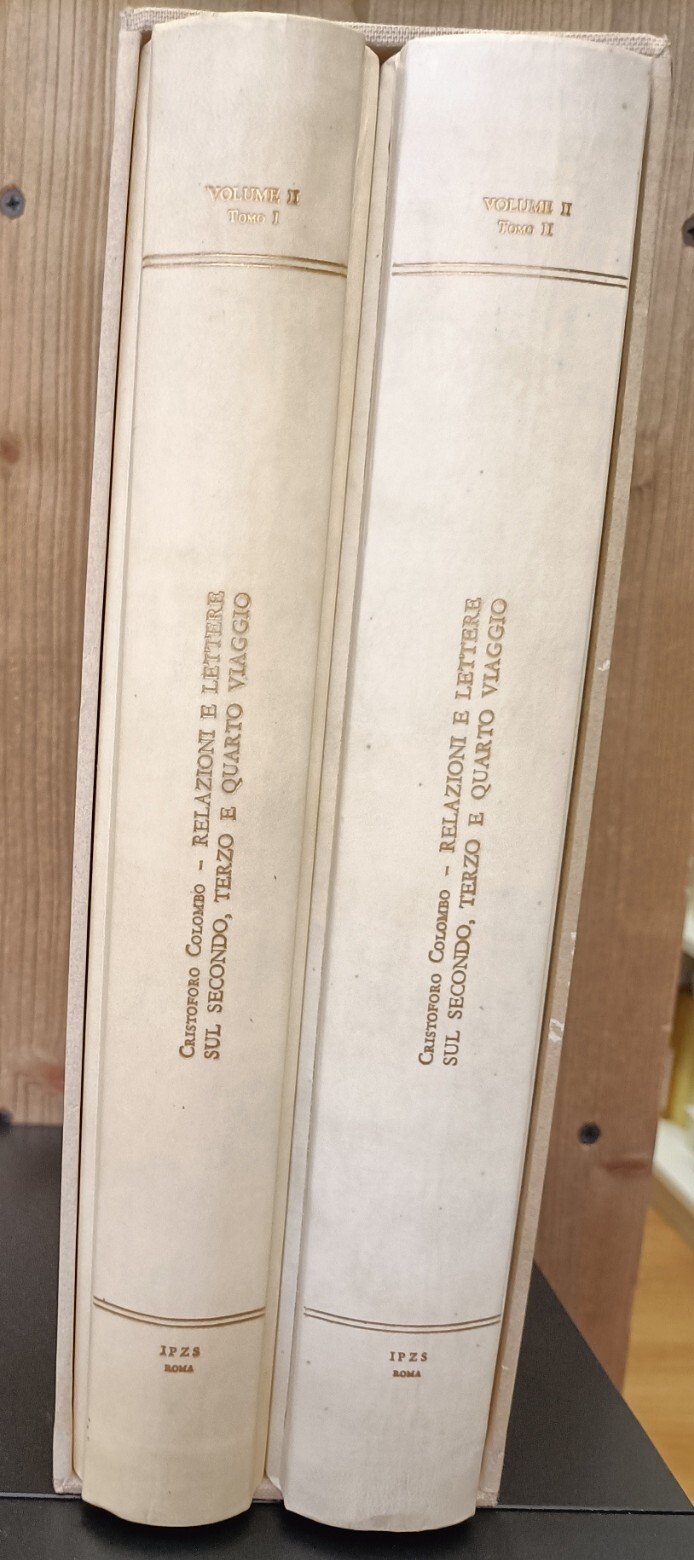 VOLUME II
Tomo I
Cristoforo Colombo – RELAZIONI E LETTERE
SUL SECONDO, TERZO E QUARTO VIAGGIO
IPZS
ROMA
VOLUME II
Tomo II
Cristoforo Colombo – RELAZIONI E LETTERE
SUL SECONDO, TERZO E QUARTO VIAGGIO
IPZS
ROMA